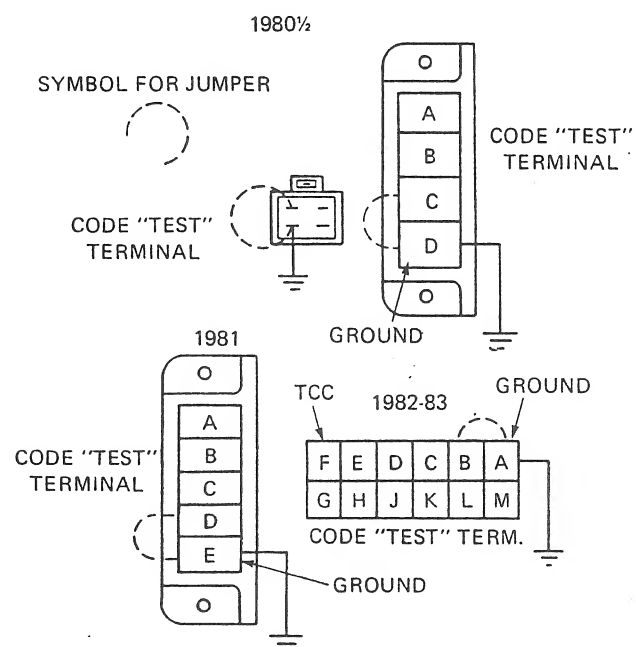 1980½
SYMBOL FOR JUMPER
CODE "TEST"
TERMINAL
A
B
C
D
CODE "TEST"
TERMINAL
GROUND
1981
CODE "TEST"
TERMINAL
A
B
C
D
E
GROUND
TCC
1982-83
GROUND
F E D C B A
G H J K L M
CODE "TEST" TERM.